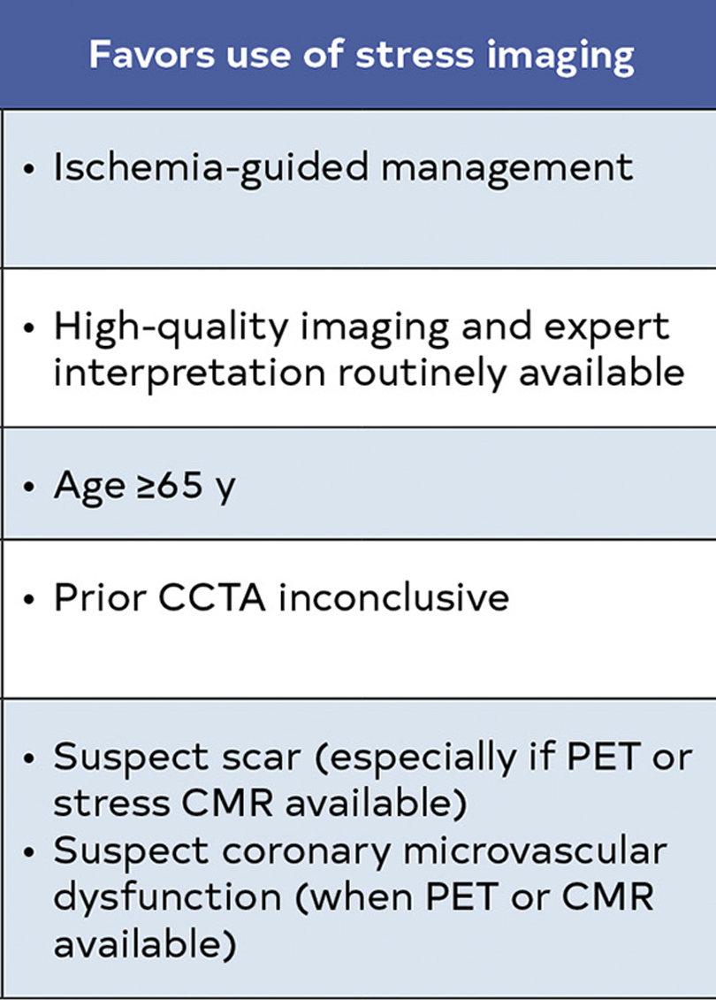 Favors use of stress imaging
• Ischemia-guided management
• High-quality imaging and expert
interpretation routinely available
• Age ≥65 y
• Prior CCTA inconclusive
• Suspect scar (especially if PET or
stress CMR available)
• Suspect coronary microvascular
dysfunction (when PET or CMR
available)